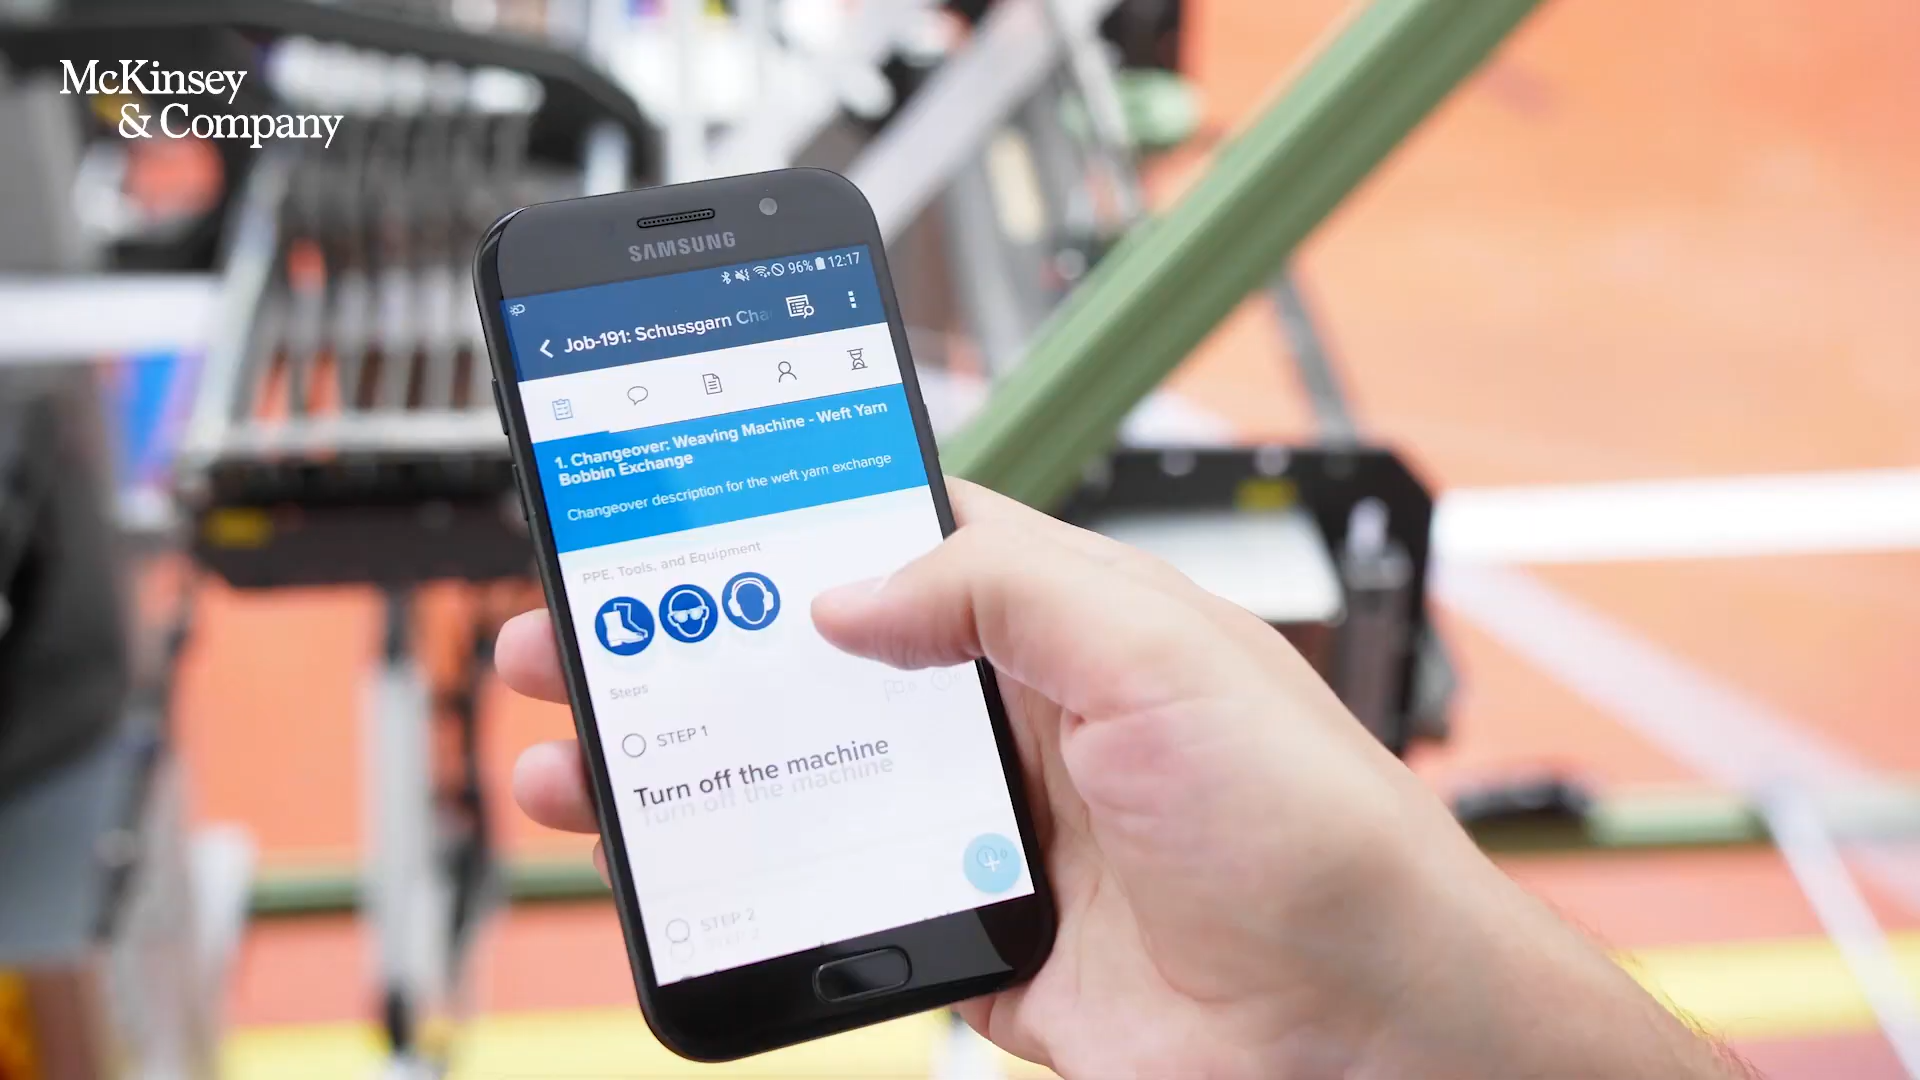 McKinsey
& Company
SAMSUNG
96% 12:17
Job-191: Schussgarn Cha
1. Changeover: Weaving Machine - Weft Yarn
Bobbin Exchange
Changeover description for the weft yarn exchange
PPE, Tools, and Equipment
Steps
STEP 1
Turn off the machine
STEP 2